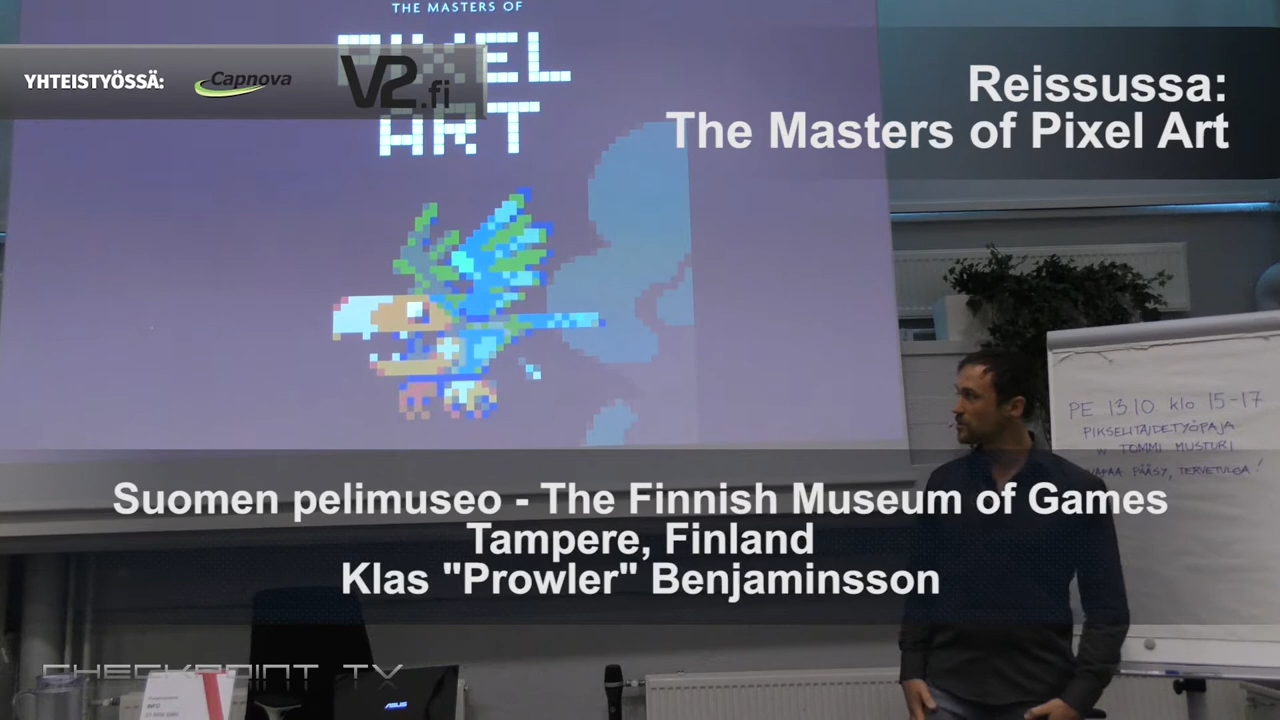 THE MASTERS OF
PIXEL
ART
YHTEISTYÖSSÄ:
Capnova
V2.fi
Reissussa:
The Masters of Pixel Art
PE 13.10 klo 15-17
PIKSELITAIDETYÖPAJA
W TOMMI MUSTURI
VAPAA PÄÄSY, TERVETULOA!
Suomen pelimuseo - The Finnish Museum of Games
Tampere, Finland
Klas "Prowler" Benjaminsson
CHECKPOINT TV
INFO
ASUS